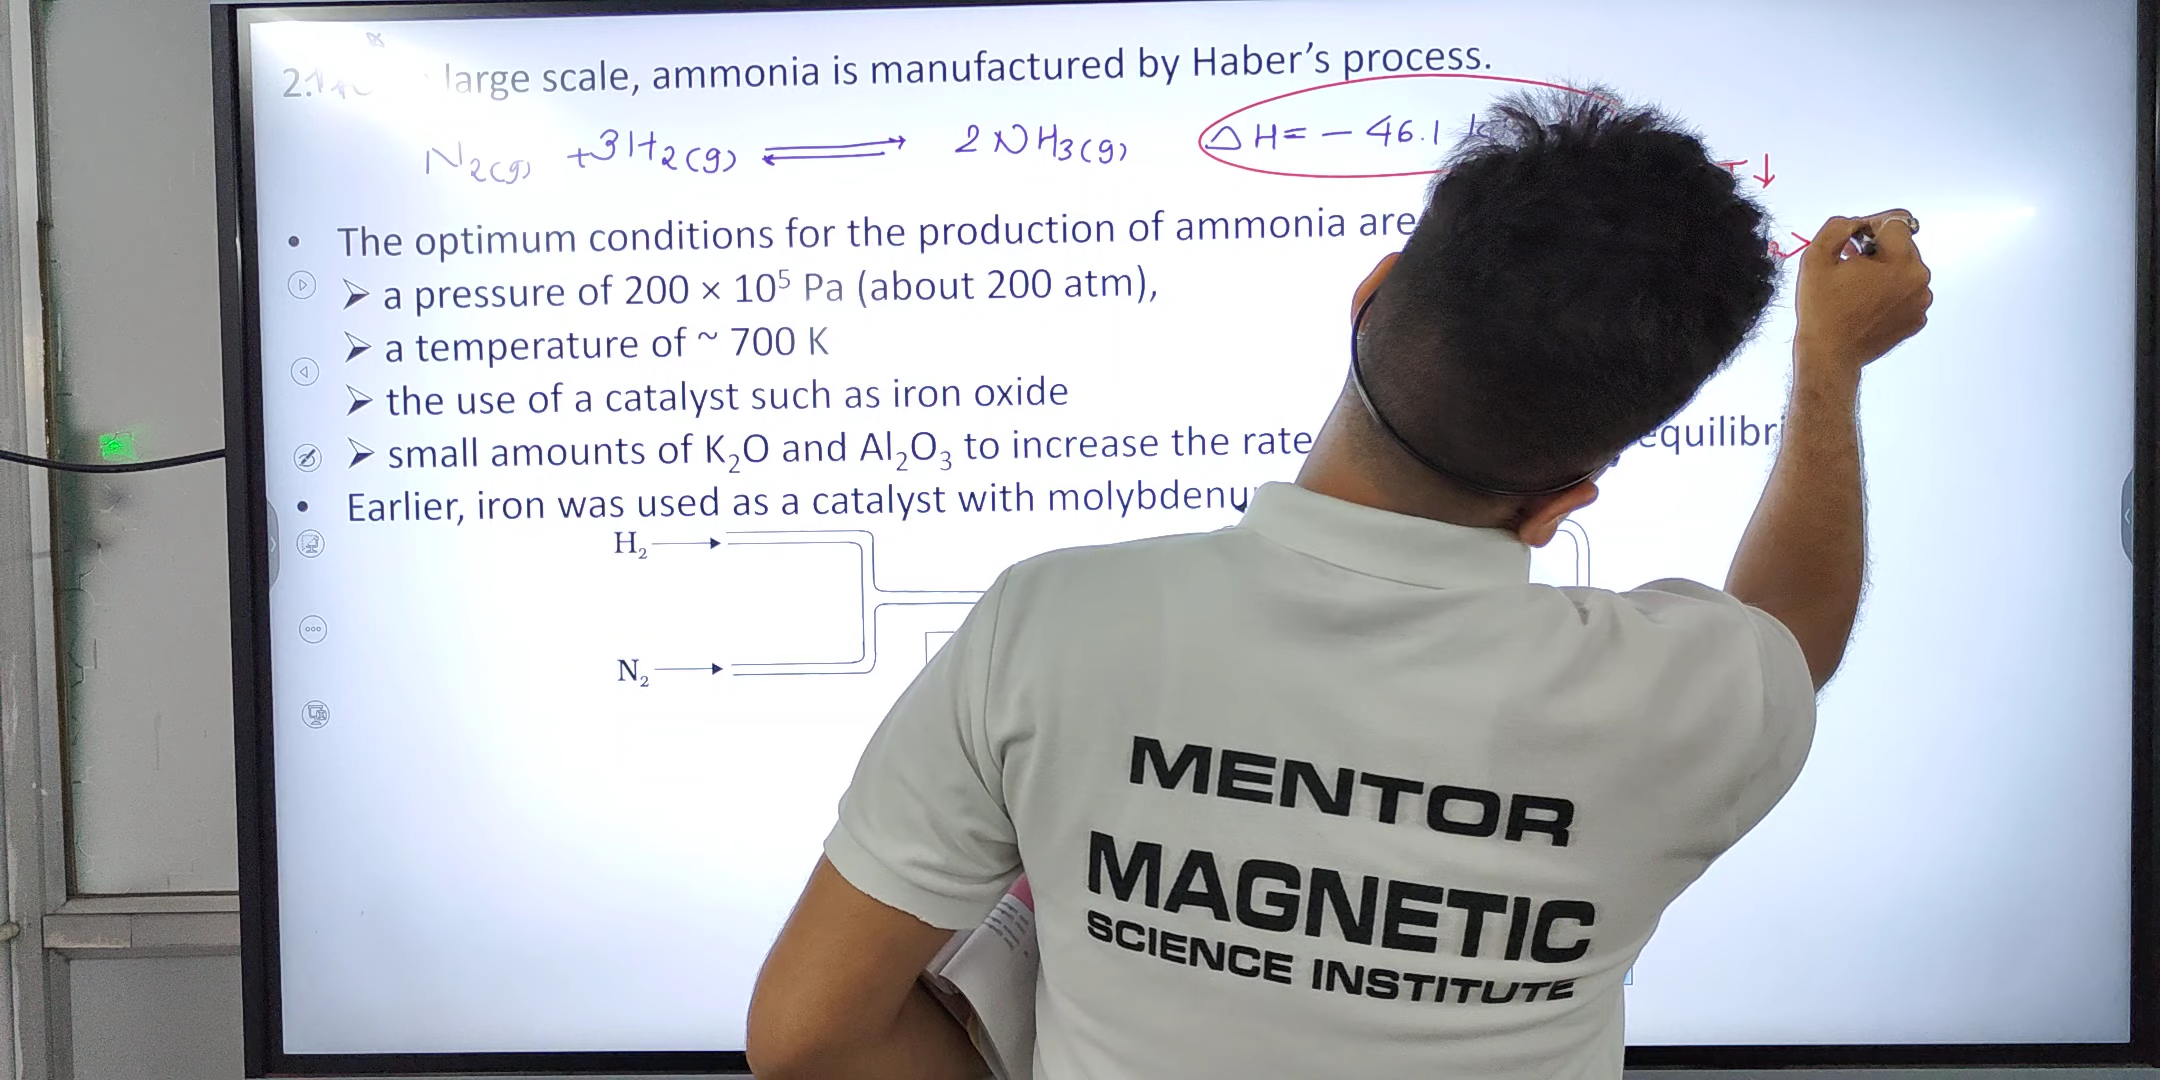 2. large scale, ammonia is manufactured by Haber's process.
N2(g) +3H2(g) ⇌ 2NH3(g) ΔH= – 46.1 k
↓
• The optimum conditions for the production of ammonia are
➤ a pressure of 200 × 10⁵ Pa (about 200 atm),
➤ a temperature of ~ 700 K
➤ the use of a catalyst such as iron oxide
➤ small amounts of K₂O and Al₂O₃ to increase the rate equilibri
• Earlier, iron was used as a catalyst with molybdenu
H₂
N₂
MENTOR
MAGNETIC
SCIENCE INSTITUTE